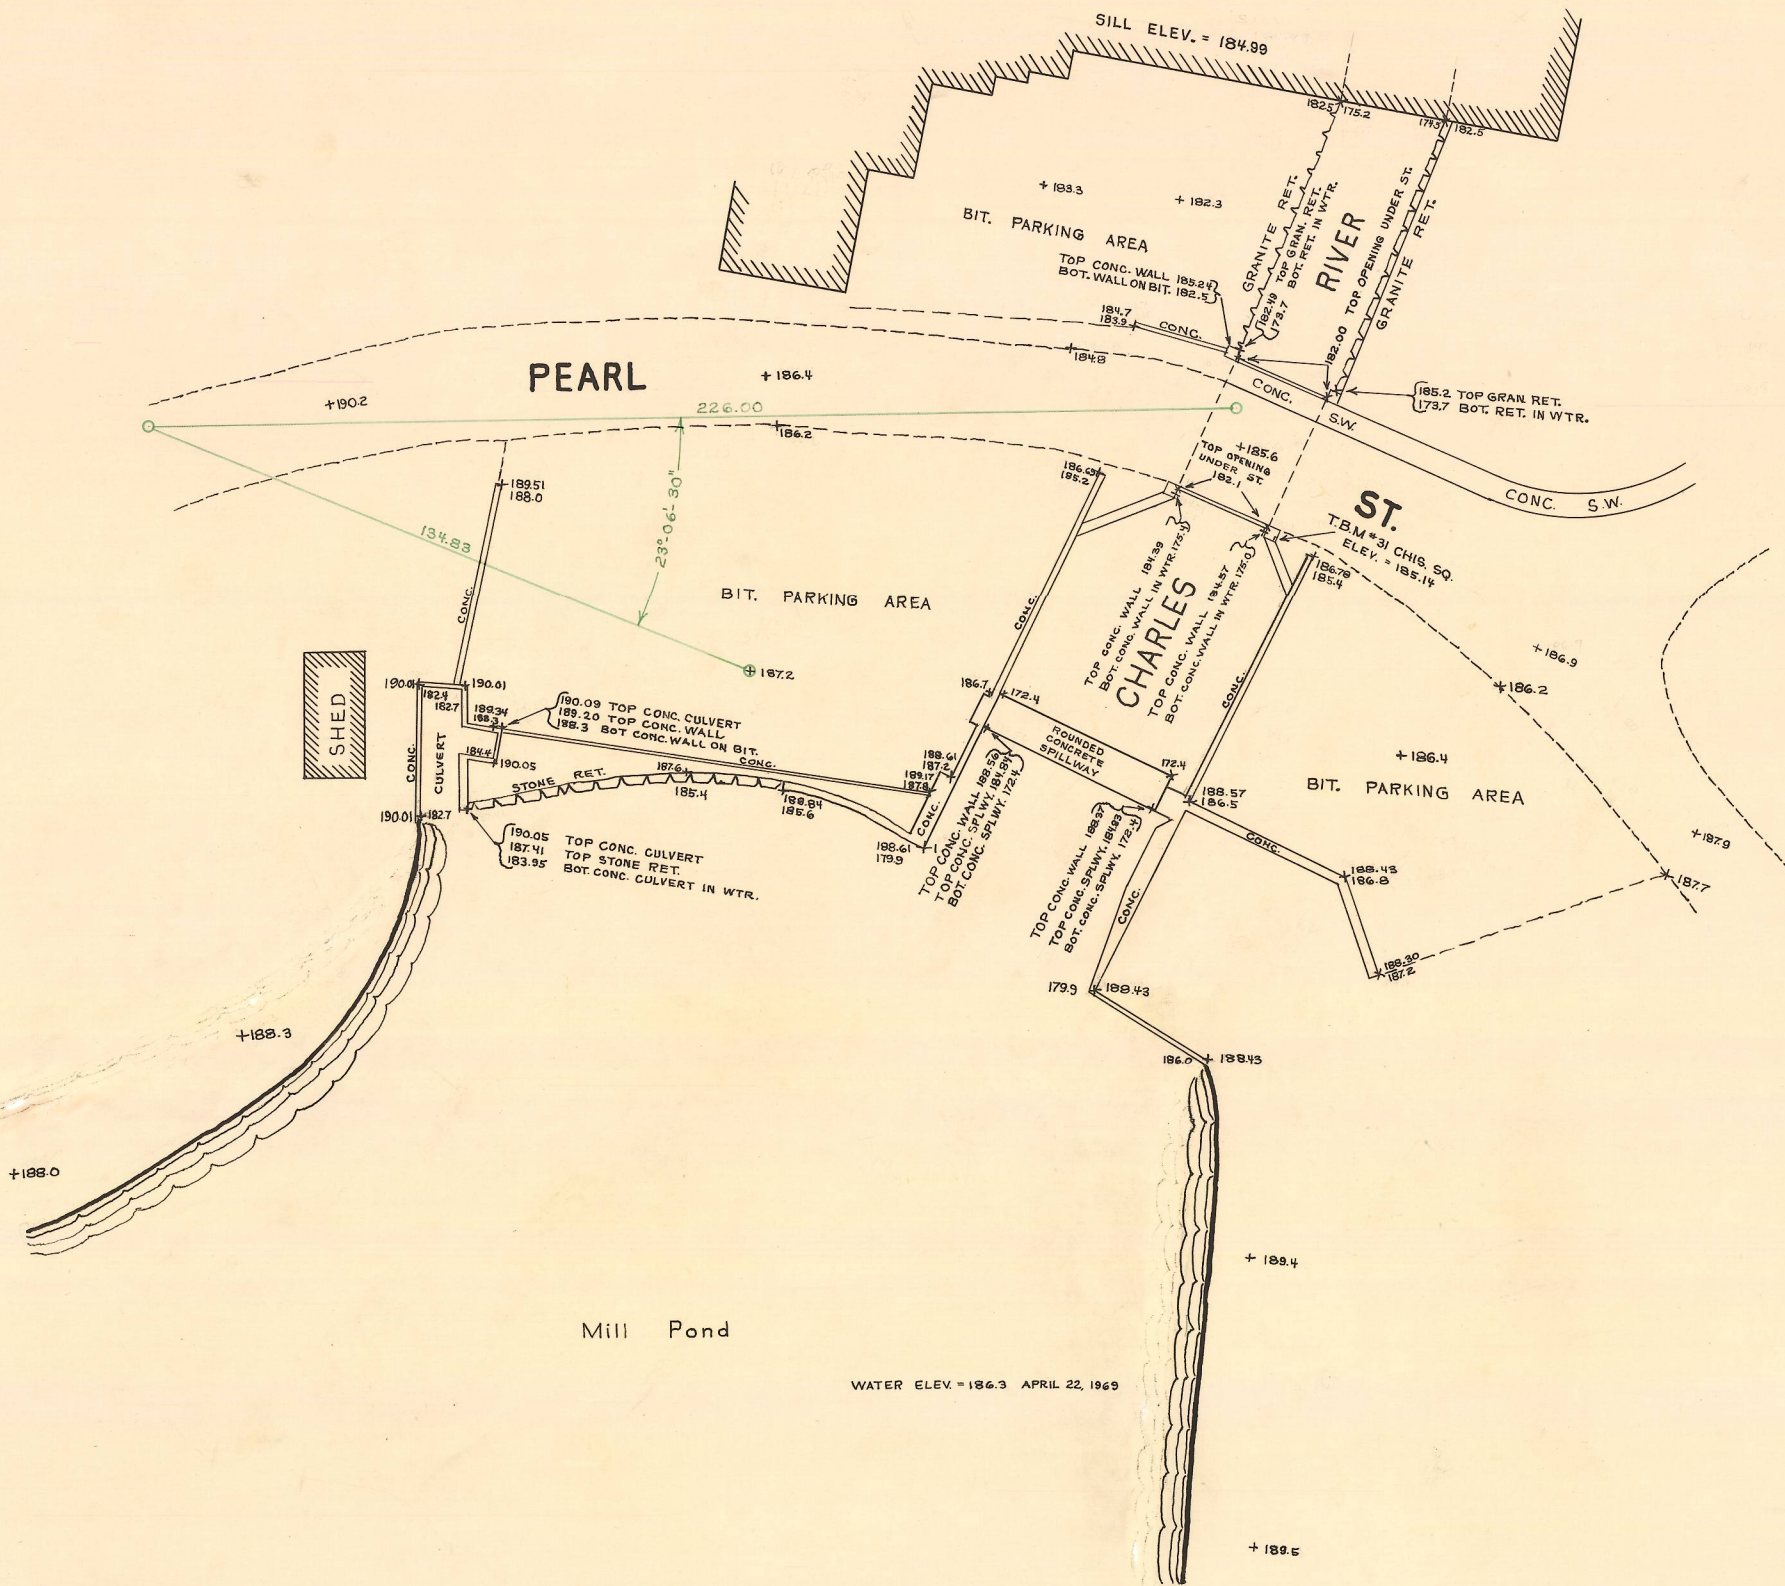 SILL ELEV. = 184.99
182.5
175.2
174.3
182.5
+ 183.3
+ 182.3
BIT. PARKING AREA
TOP CONC. WALL 185.24
BOT. WALL ON BIT. 182.5
GRANITE RET.
182.49 TOP GRAN. RET.
173.7 BOT. RET. IN WTR.
RIVER
182.00 TOP OPENING UNDER ST.
GRANITE RET.
184.7
183.9
CONC.
184.8
PEARL
+186.4
+190.2
226.00
186.2
CONC. S.W.
185.2 TOP GRAN. RET.
173.7 BOT. RET. IN WTR.
CONC. S.W.
+185.6
TOP OPENING
UNDER ST.
182.1
ST.
T.B.M #31 CHIS. SQ.
ELEV. = 185.14
189.51
188.0
186.65
185.2
134.83
23°-06'-30"
CONC.
BIT. PARKING AREA
CONC.
TOP CONC. WALL 184.39
BOT. CONC. WALL IN WTR. 175.4
CHARLES
TOP CONC. WALL 184.57
BOT. CONC. WALL IN WTR. 175.0
186.78
185.4
CONC.
+186.9
186.2
187.2
SHED
190.01
190.01
182.4
182.7
189.34
188.3
190.09 TOP CONC. CULVERT
189.20 TOP CONC. WALL
188.3 BOT CONC. WALL ON BIT.
CONC.
CULVERT
184.4
190.05
STONE RET.
187.6
185.4
CONC.
188.84
185.6
188.61
187.2
189.17
187.8
CONC.
188.61
179.9
186.7
172.4
ROUNDED
CONCRETE
SPILLWAY
172.4
TOP CONC. WALL 188.56
TOP CONC. SPLWY. 184.84
BOT. CONC. SPLWY. 172.4
188.57
186.5
TOP CONC. WALL 188.37
TOP CONC. SPLWY. 184.83
BOT. CONC. SPLWY. 172.4
+186.4
BIT. PARKING AREA
+187.9
187.7
190.01
182.7
190.05 TOP CONC. CULVERT
187.41 TOP STONE RET.
183.95 BOT. CONC. CULVERT IN WTR.
CONC.
188.43
186.8
CONC.
188.30
187.2
179.9
188.43
186.0
188.43
+188.3
+188.0
+ 189.4
Mill Pond
WATER ELEV. = 186.3 APRIL 22, 1969
+ 189.5